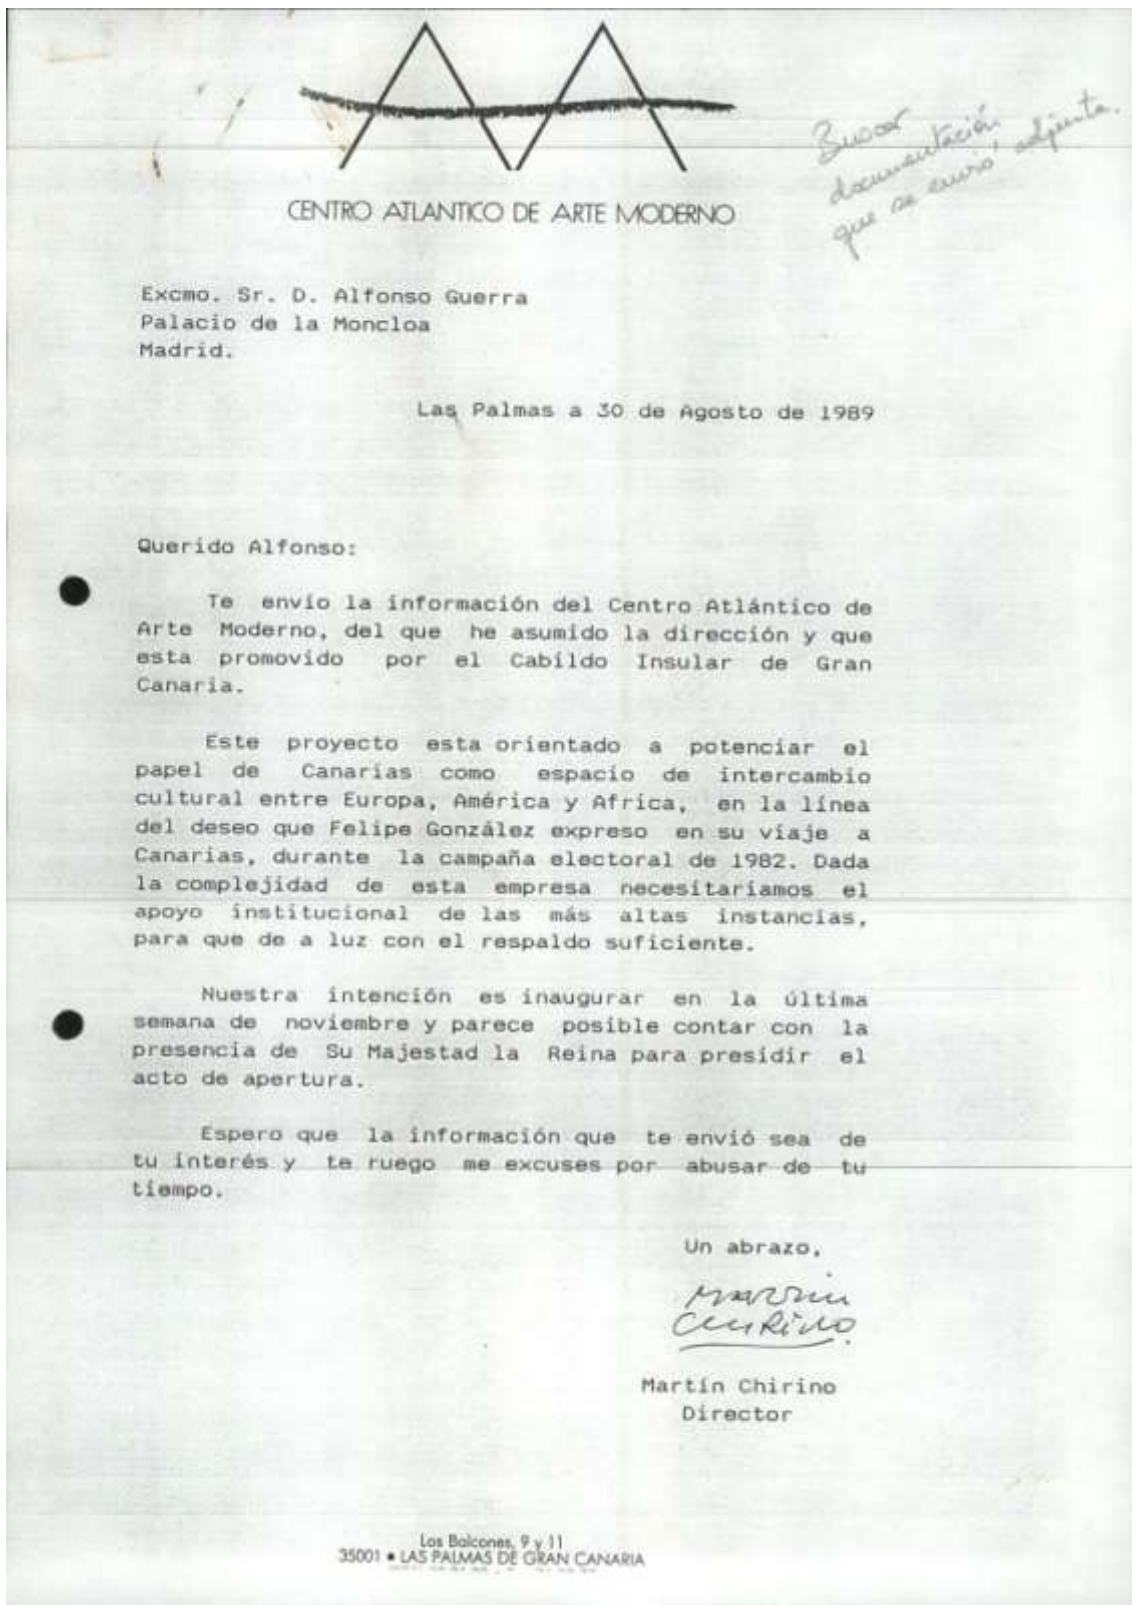 Buscar
documentación
que se envió adjunta.
CENTRO ATLANTICO DE ARTE MODERNO
Excmo. Sr. D. Alfonso Guerra
Palacio de la Moncloa
Madrid.
Las Palmas a 30 de Agosto de 1989
Querido Alfonso:
Te envío la información del Centro Atlántico de
Arte Moderno, del que he asumido la dirección y que
esta promovido por el Cabildo Insular de Gran
Canaria.
Este proyecto esta orientado a potenciar el
papel de Canarias como espacio de intercambio
cultural entre Europa, América y Africa, en la línea
del deseo que Felipe González expreso en su viaje a
Canarias, durante la campaña electoral de 1982. Dada
la complejidad de esta empresa necesitariamos el
apoyo institucional de las más altas instancias,
para que de a luz con el respaldo suficiente.
Nuestra intención es inaugurar en la última
semana de noviembre y parece posible contar con la
presencia de Su Majestad la Reina para presidir el
acto de apertura.
Espero que la información que te envió sea de
tu interés y te ruego me excuses por abusar de tu
tiempo.
Un abrazo,
Martín
Chirino
Martín Chirino
Director
Los Balcones, 9 y 11
35001 • LAS PALMAS DE GRAN CANARIA